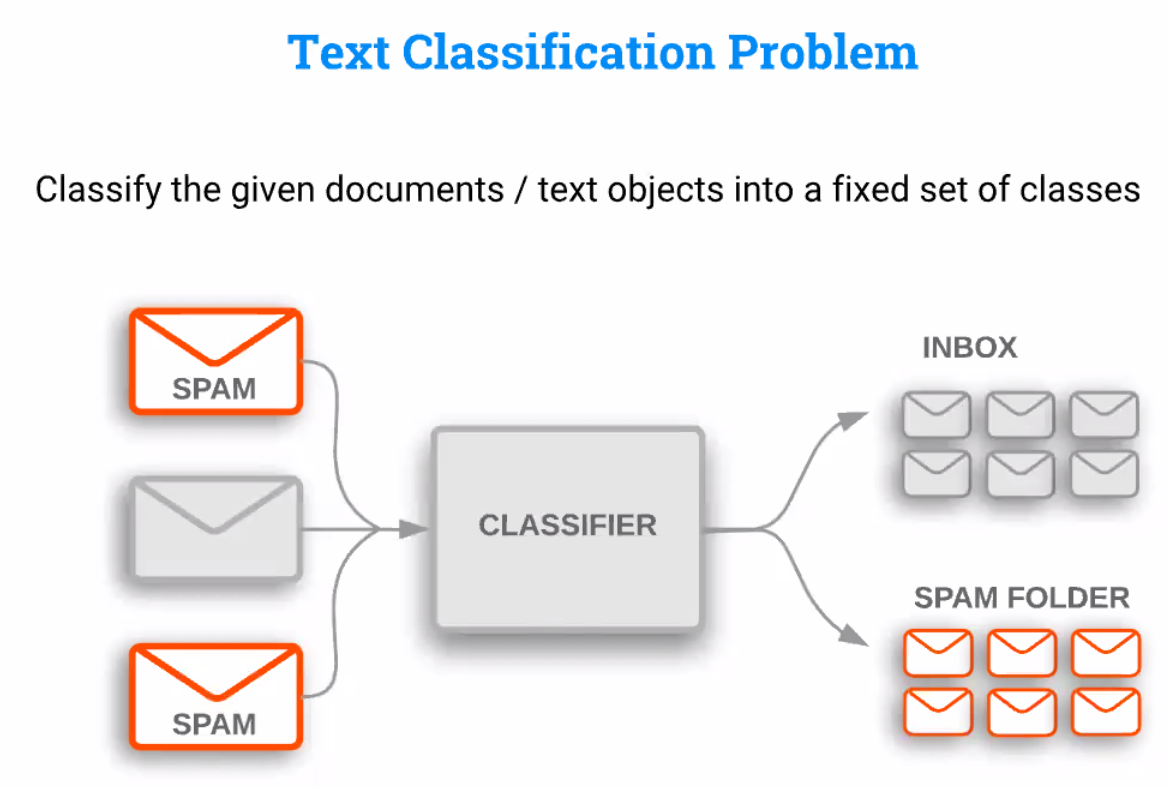 Text Classification Problem
Classify the given documents / text objects into a fixed set of classes
SPAM
SPAM
CLASSIFIER
INBOX
SPAM FOLDER